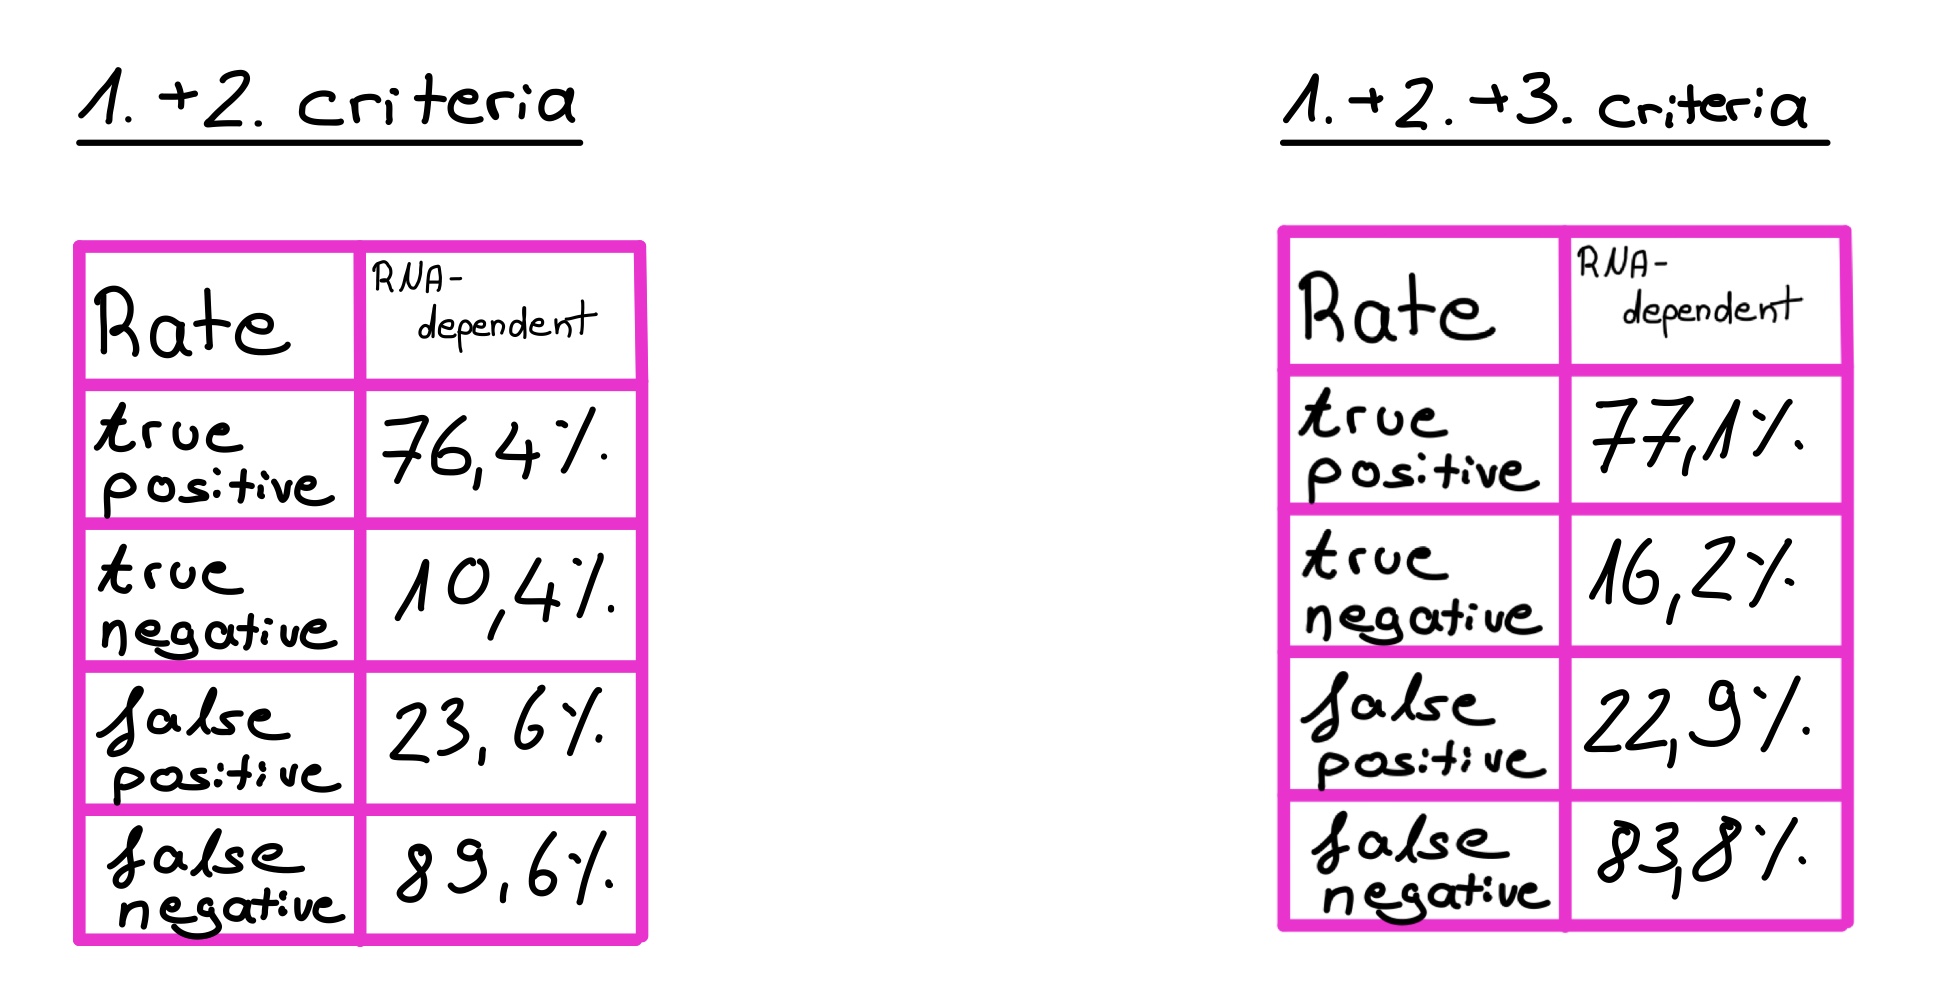 1. +2. criteria
Rate
RNA-
dependent
true
positive
76,4%
true
negative
10,4%
false
positive
23,6%
false
negative
89,6%
1. +2. +3. criteria
Rate
RNA-
dependent
true
positive
77,1%
true
negative
16,2%
false
positive
22,9%
false
negative
83,8%